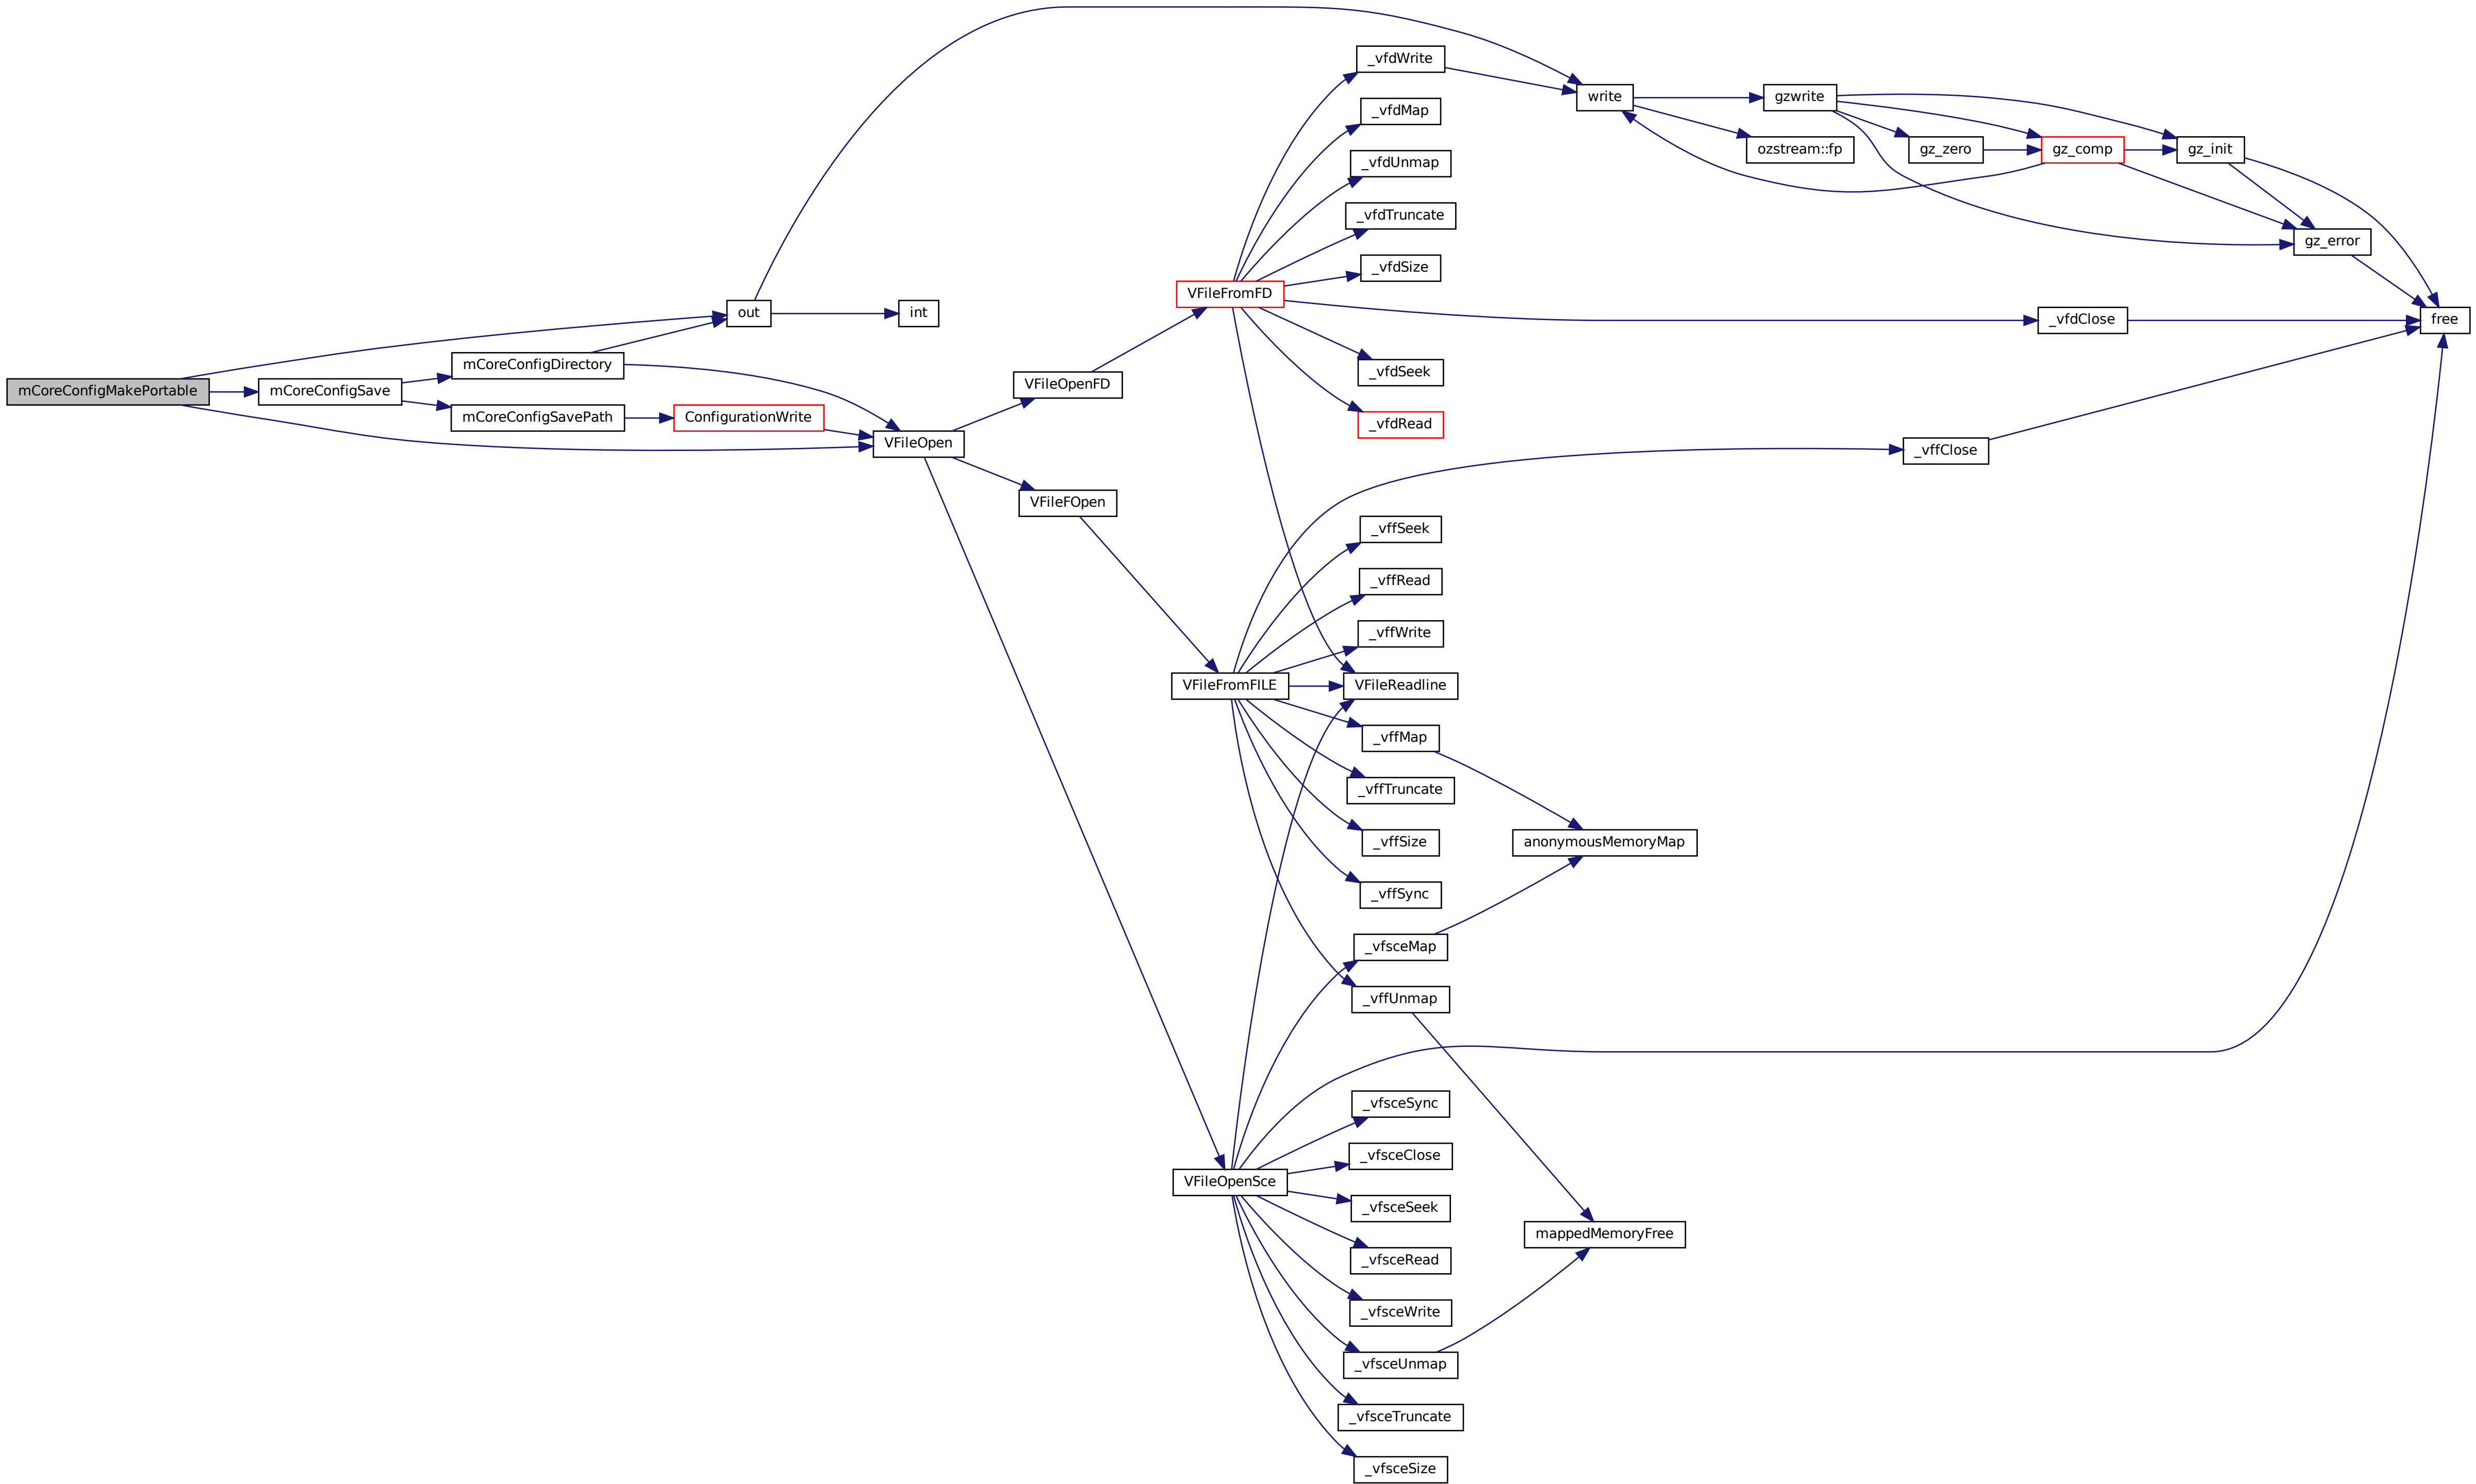 mCoreConfigMakePortable
mCoreConfigSave
mCoreConfigDirectory
mCoreConfigSavePath
ConfigurationWrite
out
int
VFileOpen
VFileOpenFD
VFileFOpen
VFileFromFD
VFileFromFILE
VFileOpenSce
_vfdWrite
_vfdMap
_vfdUnmap
_vfdTruncate
_vfdSize
_vfdClose
_vfdSeek
_vfdRead
_vffClose
_vffSeek
_vffRead
_vffWrite
VFileReadline
_vffMap
_vffTruncate
_vffSize
_vffSync
_vfsceMap
_vffUnmap
_vfsceSync
_vfsceClose
_vfsceSeek
_vfsceRead
_vfsceWrite
_vfsceUnmap
_vfsceTruncate
_vfsceSize
write
ozstream::fp
anonymousMemoryMap
mappedMemoryFree
gzwrite
gz_zero
gz_comp
gz_init
gz_error
free